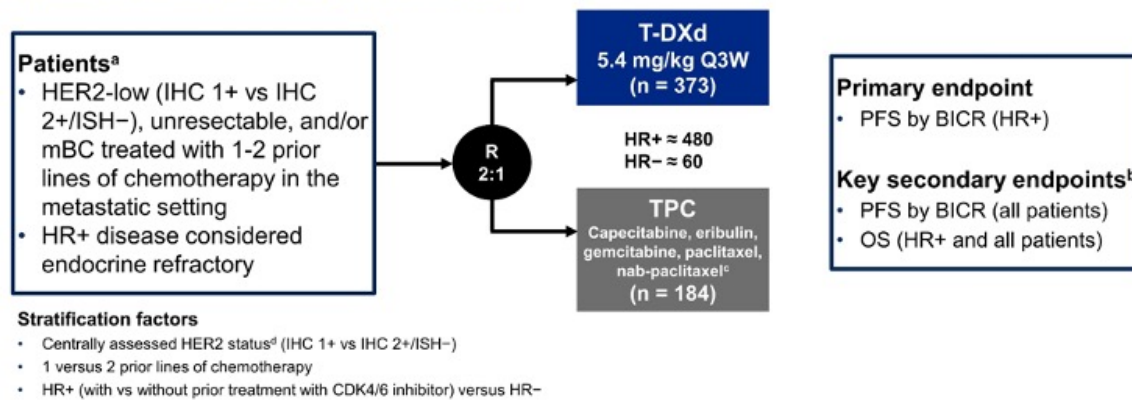 Patientsᵃ
• HER2-low (IHC 1+ vs IHC
2+/ISH−), unresectable, and/or
mBC treated with 1-2 prior
lines of chemotherapy in the
metastatic setting
• HR+ disease considered
endocrine refractory
R
2:1
T-DXd
5.4 mg/kg Q3W
(n = 373)
HR+ ≈ 480
HR− ≈ 60
TPC
Capecitabine, eribulin,
gemcitabine, paclitaxel,
nab-paclitaxelᶜ
(n = 184)
Primary endpoint
• PFS by BICR (HR+)
Key secondary endpointsᵇ
• PFS by BICR (all patients)
• OS (HR+ and all patients)
Stratification factors
• Centrally assessed HER2 statusᵈ (IHC 1+ vs IHC 2+/ISH−)
• 1 versus 2 prior lines of chemotherapy
• HR+ (with vs without prior treatment with CDK4/6 inhibitor) versus HR−